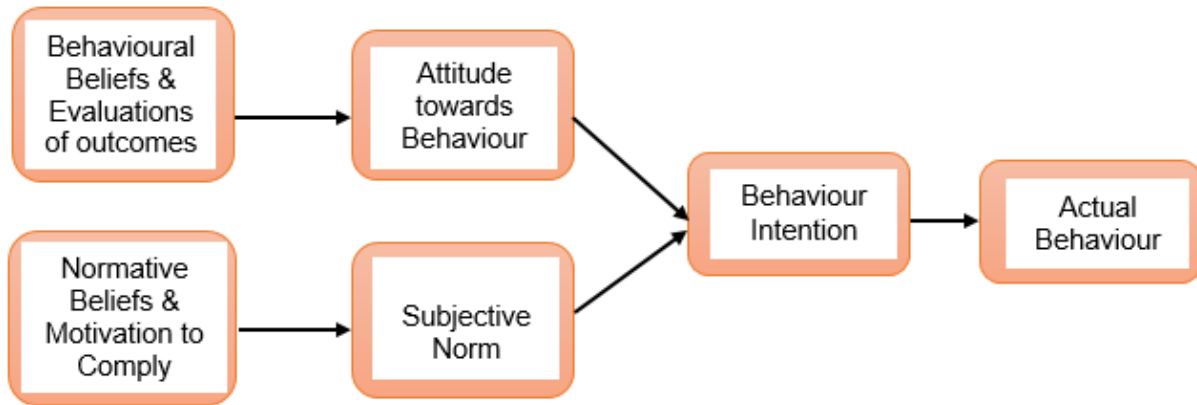 Behavioural
Beliefs &
Evaluations
of outcomes
Attitude
towards
Behaviour
Normative
Beliefs &
Motivation to
Comply
Subjective
Norm
Behaviour
Intention
Actual
Behaviour